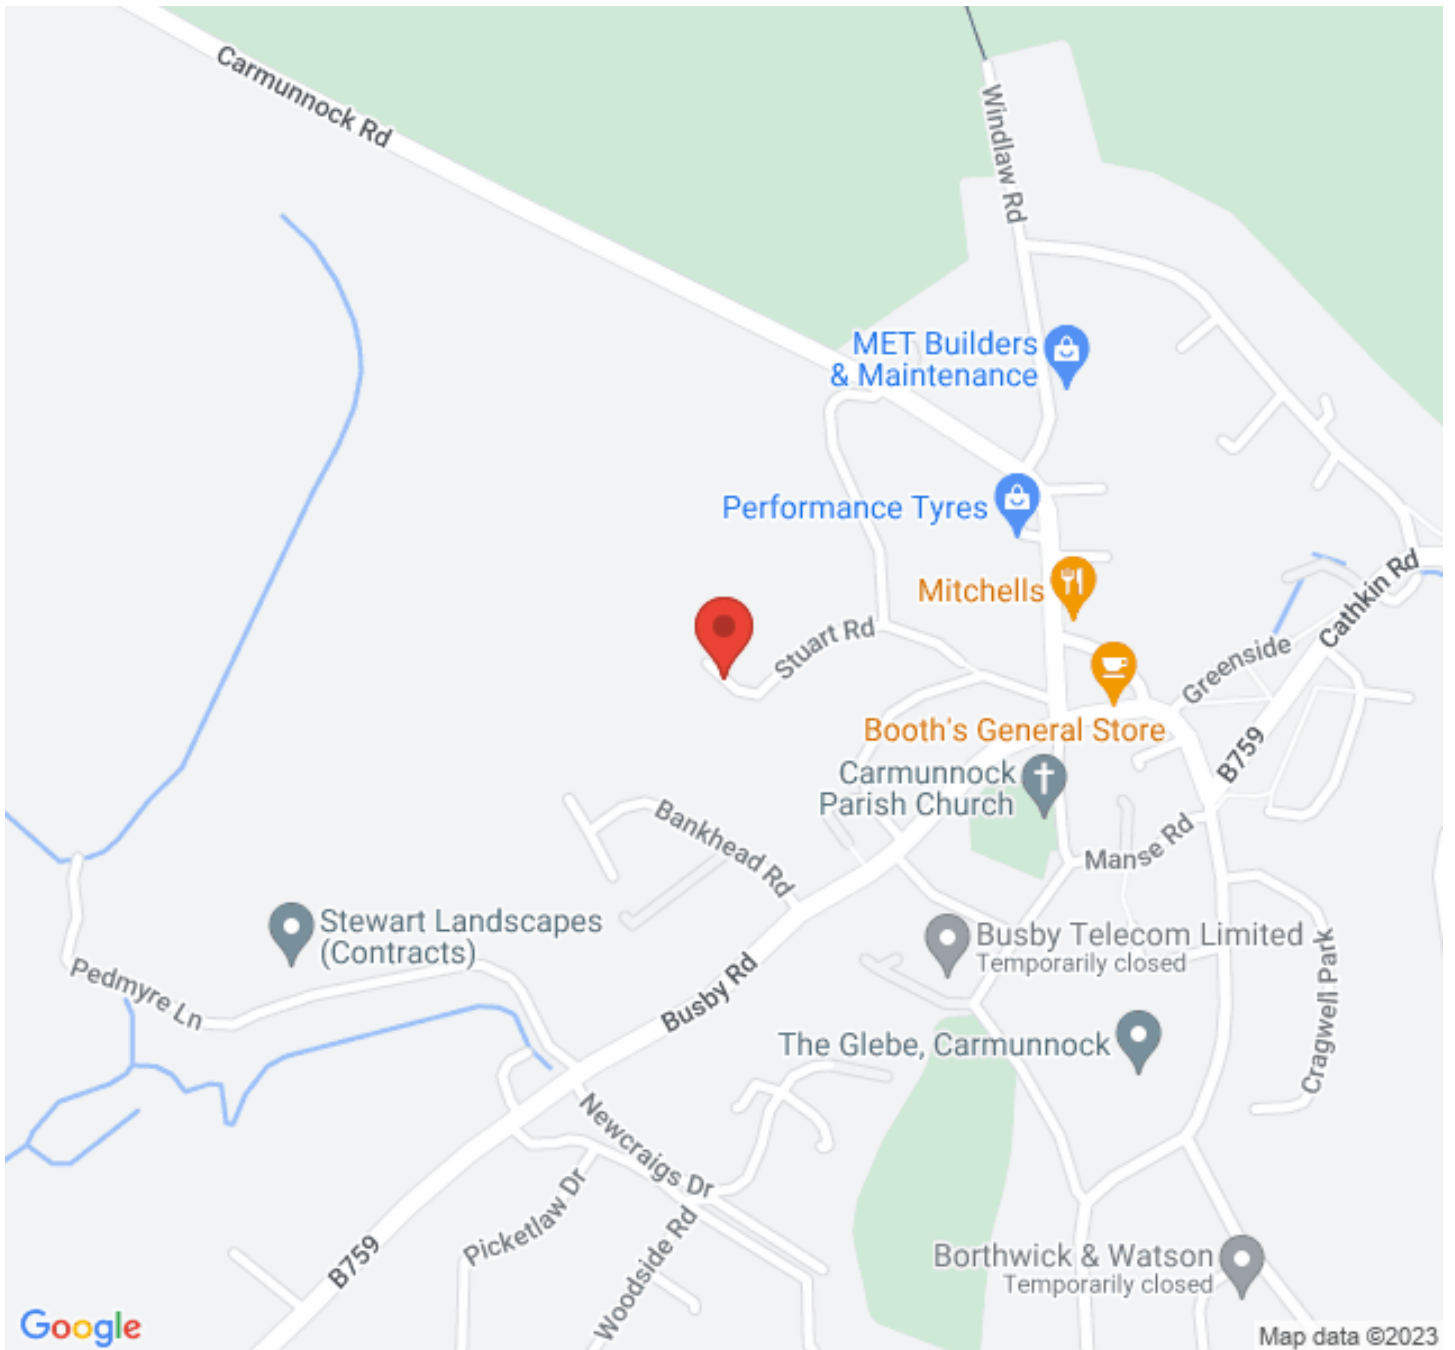 Carmunnock Rd
Windlaw Rd
MET Builders
& Maintenance
Performance Tyres
Mitchells
Stuart Rd
Cathkin Rd
Greenside
Booth's General Store
B759
Carmunnock
Parish Church
Bankhead Rd
Manse Rd
Stewart Landscapes
(Contracts)
Busby Telecom Limited
Temporarily closed
Pedmyre Ln
Busby Rd
Cragwell Park
The Glebe, Carmunnock
Newcraigs Dr
Picketlaw Dr
Woodside Rd
B759
Borthwick & Watson
Temporarily closed
Google
Map data ©2023